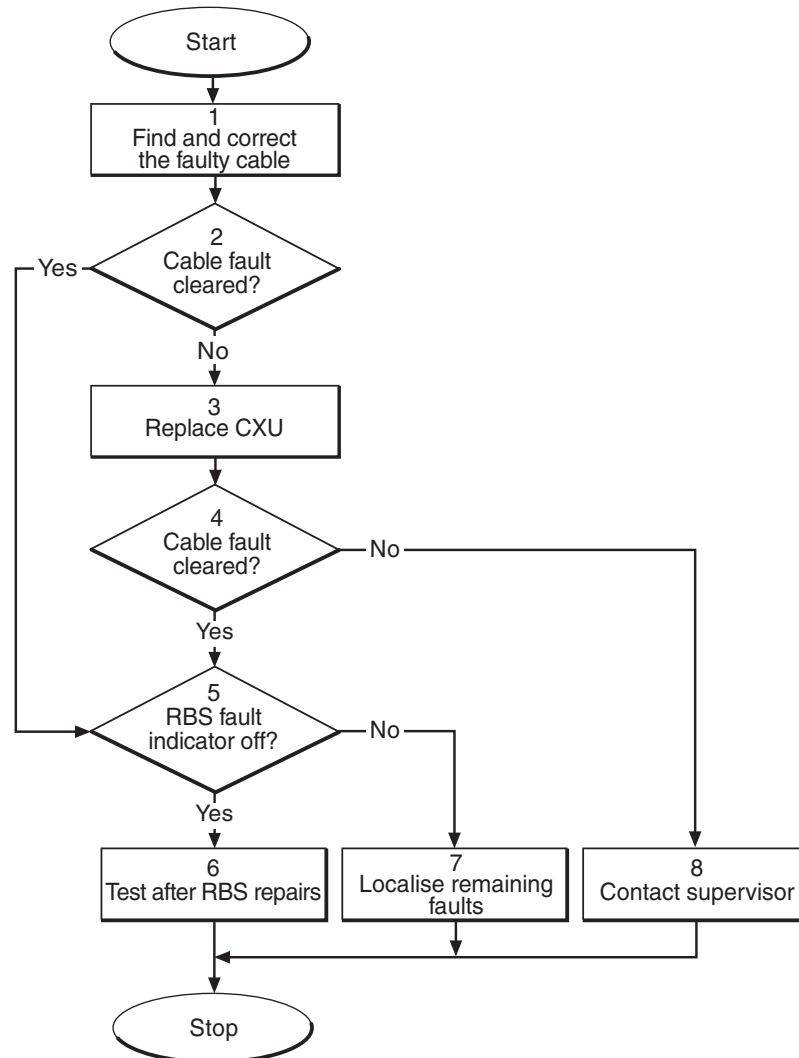 Start
1
Find and correct
the faulty cable
2
Cable fault
cleared?
Yes
No
3
Replace CXU
4
Cable fault
cleared?
No
Yes
5
RBS fault
indicator off?
No
Yes
6
Test after RBS repairs
7
Localise remaining
faults
8
Contact supervisor
Stop